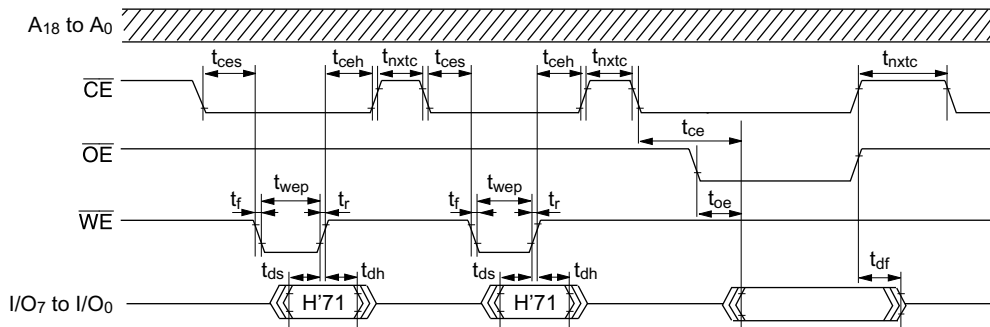 A18 to A0
tces tceh tnxtc tces tceh tnxtc tnxtc
CE
tce
OE
twep twep
tf tr tf tr toe
WE
tds tdh tds tdh tdf
I/O7 to I/O0 H'71 H'71